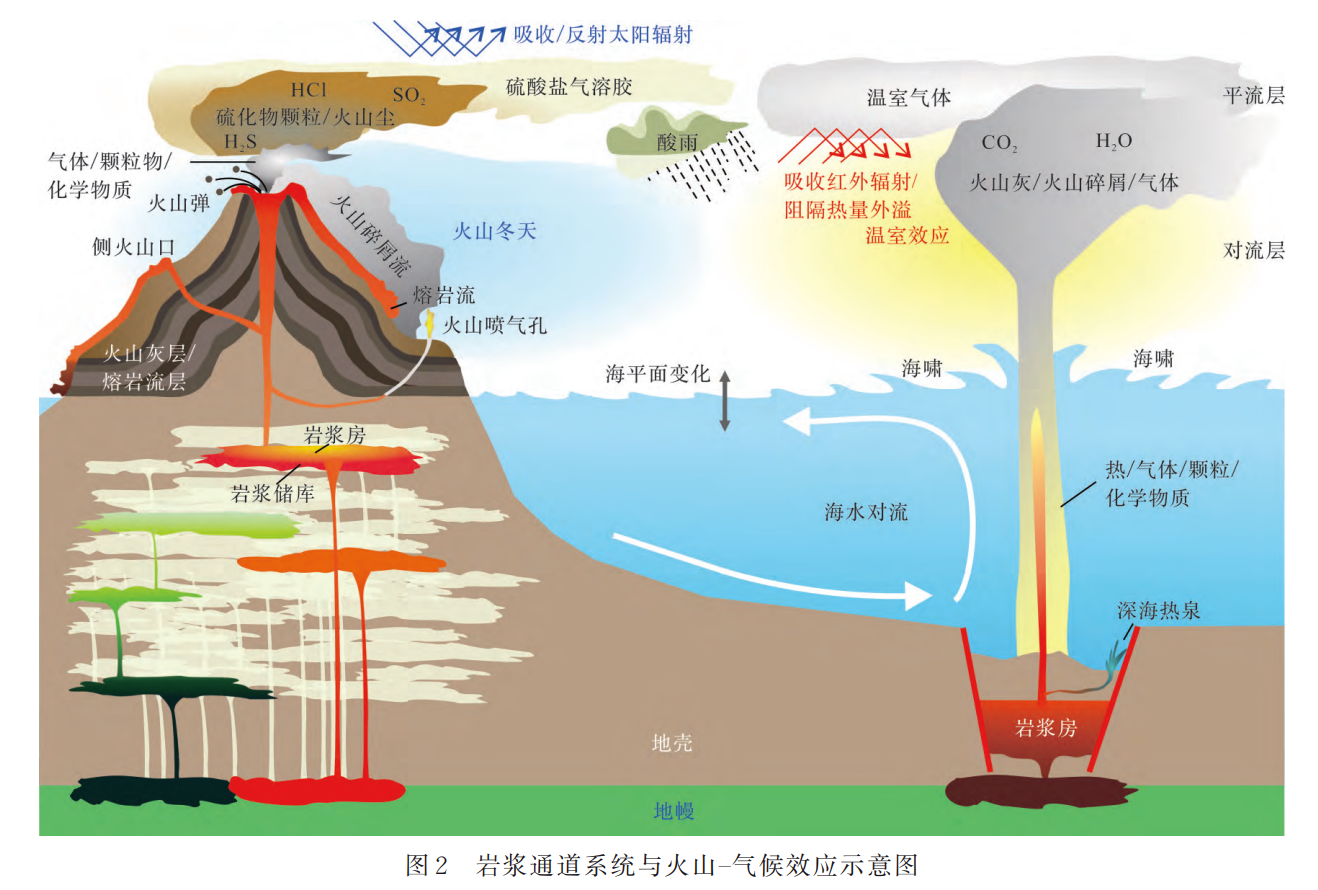 吸收/反射太阳辐射
硫酸盐气溶胶
HCl
SO₂
硫化物颗粒/火山尘
H₂S
气体/颗粒物/
化学物质
火山弹
侧火山口
火山碎屑流
火山冬天
熔岩流
火山喷气孔
火山灰层/
熔岩流层
酸雨
温室气体
平流层
CO₂
H₂O
火山灰/火山碎屑/气体
吸收红外辐射/
阻隔热量外溢
温室效应
对流层
海平面变化
海啸
海啸
岩浆房
岩浆储库
海水对流
热/气体/颗粒/
化学物质
深海热泉
岩浆房
地壳
地幔
图2 岩浆通道系统与火山–气候效应示意图